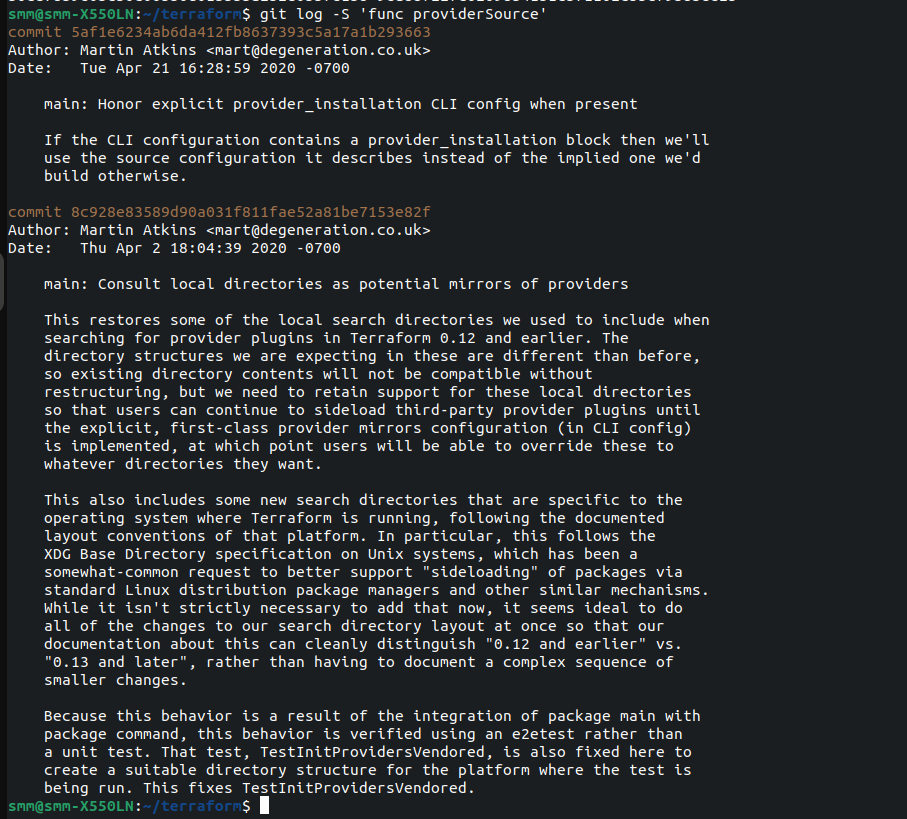 smm@smm-X550LN:~/terraform$ git log -S 'func providerSource'
commit 5af1e6234ab6da412fb8637393c5a17a1b293663
Author: Martin Atkins <mart@degeneration.co.uk>
Date:   Tue Apr 21 16:28:59 2020 -0700
main: Honor explicit provider_installation CLI config when present
If the CLI configuration contains a provider_installation block then we'll
use the source configuration it describes instead of the implied one we'd
build otherwise.
commit 8c928e83589d90a031f811fae52a81be7153e82f
Author: Martin Atkins <mart@degeneration.co.uk>
Date:   Thu Apr 2 18:04:39 2020 -0700
main: Consult local directories as potential mirrors of providers
This restores some of the local search directories we used to include when
searching for provider plugins in Terraform 0.12 and earlier. The
directory structures we are expecting in these are different than before,
so existing directory contents will not be compatible without
restructuring, but we need to retain support for these local directories
so that users can continue to sideload third-party provider plugins until
the explicit, first-class provider mirrors configuration (in CLI config)
is implemented, at which point users will be able to override these to
whatever directories they want.
This also includes some new search directories that are specific to the
operating system where Terraform is running, following the documented
layout conventions of that platform. In particular, this follows the
XDG Base Directory specification on Unix systems, which has been a
somewhat-common request to better support "sideloading" of packages via
standard Linux distribution package managers and other similar mechanisms.
While it isn't strictly necessary to add that now, it seems ideal to do
all of the changes to our search directory layout at once so that our
documentation about this can cleanly distinguish "0.12 and earlier" vs.
"0.13 and later", rather than having to document a complex sequence of
smaller changes.
Because this behavior is a result of the integration of package main with
package command, this behavior is verified using an e2etest rather than
a unit test. That test, TestInitProvidersVendored, is also fixed here to
create a suitable directory structure for the platform where the test is
being run. This fixes TestInitProvidersVendored.
smm@smm-X550LN:~/terraform$